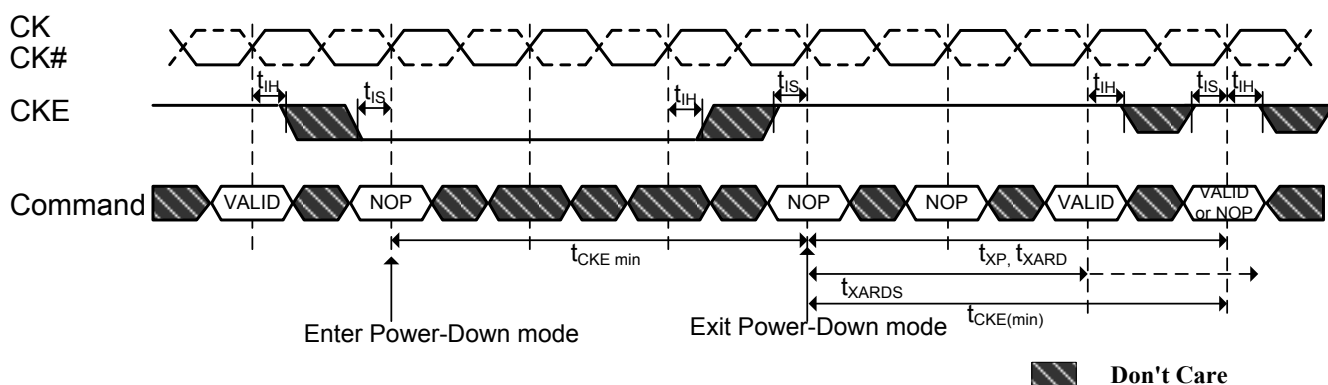 CK
CK#
tIH tIS tIH tIS tIH tIS tIH
CKE
Command VALID NOP NOP NOP VALID VALID or NOP
tCKE min tXP, tXARD
tXARDS
Enter Power-Down mode Exit Power-Down mode tCKE(min)
Don't Care